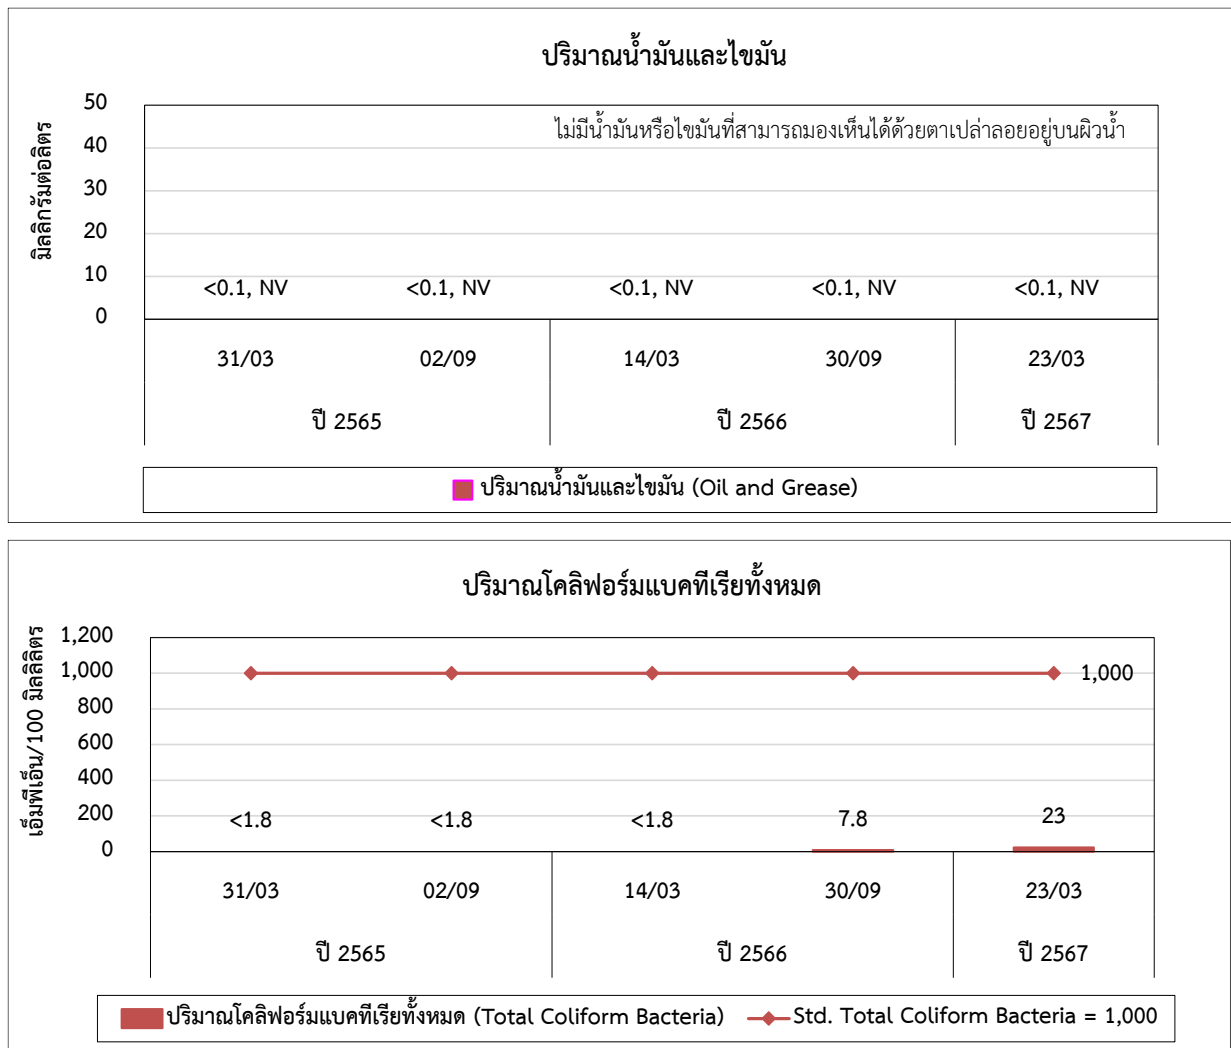 ปริมาณน้ำมันและไขมัน
มิลลิกรัมต่อลิตร
50
40
30
20
10
0
ไม่มีน้ำมันหรือไขมันที่สามารถมองเห็นได้ด้วยตาเปล่าลอยอยู่บนผิวน้ำ
<0.1, NV <0.1, NV <0.1, NV <0.1, NV <0.1, NV
31/03 02/09 14/03 30/09 23/03
ปี 2565 ปี 2566 ปี 2567
ปริมาณน้ำมันและไขมัน (Oil and Grease)
ปริมาณโคลิฟอร์มแบคทีเรียทั้งหมด
เอ็มพีเอ็น/100 มิลลิลิตร
1,200
1,000
800
600
400
200
0
1,000
<1.8 <1.8 <1.8 7.8 23
31/03 02/09 14/03 30/09 23/03
ปี 2565 ปี 2566 ปี 2567
ปริมาณโคลิฟอร์มแบคทีเรียทั้งหมด (Total Coliform Bacteria) Std. Total Coliform Bacteria = 1,000